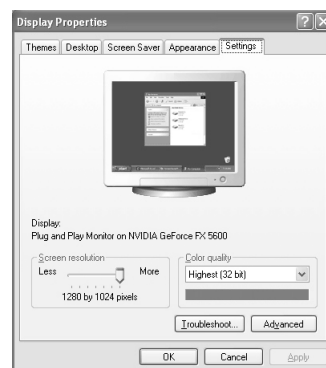 Display Properties
Themes Desktop Screen Saver Appearance Settings
Display:
Plug and Play Monitor on NVIDIA GeForce FX 5600
Screen resolution
Less More
1280 by 1024 pixels
Color quality
Highest (32 bit)
Troubleshoot... Advanced
OK Cancel Apply